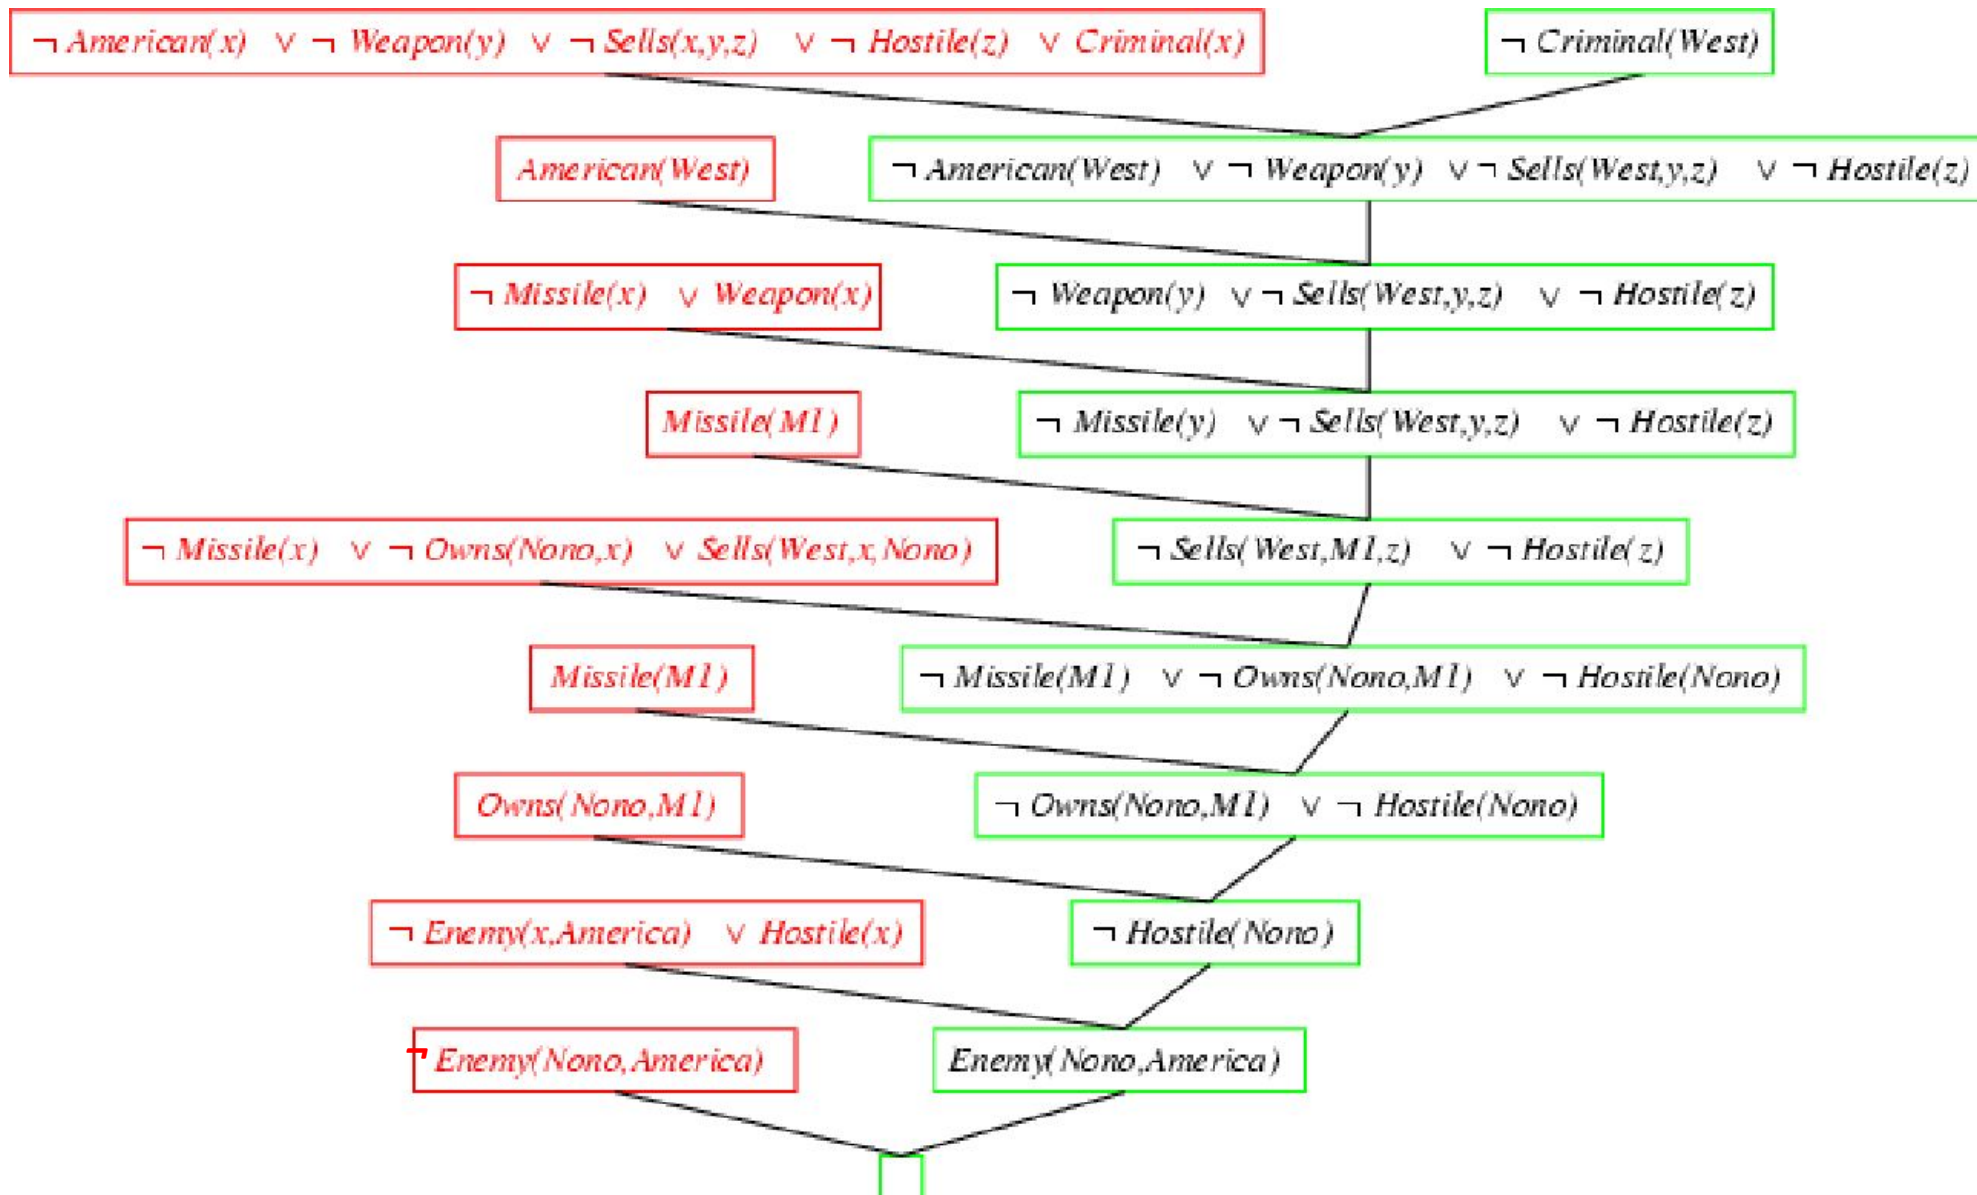 ¬ American(x) ∨ ¬ Weapon(y) ∨ ¬ Sells(x,y,z) ∨ ¬ Hostile(z) ∨ Criminal(x) ¬ Criminal(West)
American(West) ¬ American(West) ∨ ¬ Weapon(y) ∨ ¬ Sells(West,y,z) ∨ ¬ Hostile(z)
¬ Missile(x) ∨ Weapon(x) ¬ Weapon(y) ∨ ¬ Sells(West,y,z) ∨ ¬ Hostile(z)
Missile(M1) ¬ Missile(y) ∨ ¬ Sells(West,y,z) ∨ ¬ Hostile(z)
¬ Missile(x) ∨ ¬ Owns(Nono,x) ∨ Sells(West,x,Nono) ¬ Sells(West,M1,z) ∨ ¬ Hostile(z)
Missile(M1) ¬ Missile(M1) ∨ ¬ Owns(Nono,M1) ∨ ¬ Hostile(Nono)
Owns(Nono,M1) ¬ Owns(Nono,M1) ∨ ¬ Hostile(Nono)
¬ Enemy(x,America) ∨ Hostile(x) ¬ Hostile(Nono)
¬ Enemy(Nono,America) Enemy(Nono,America)